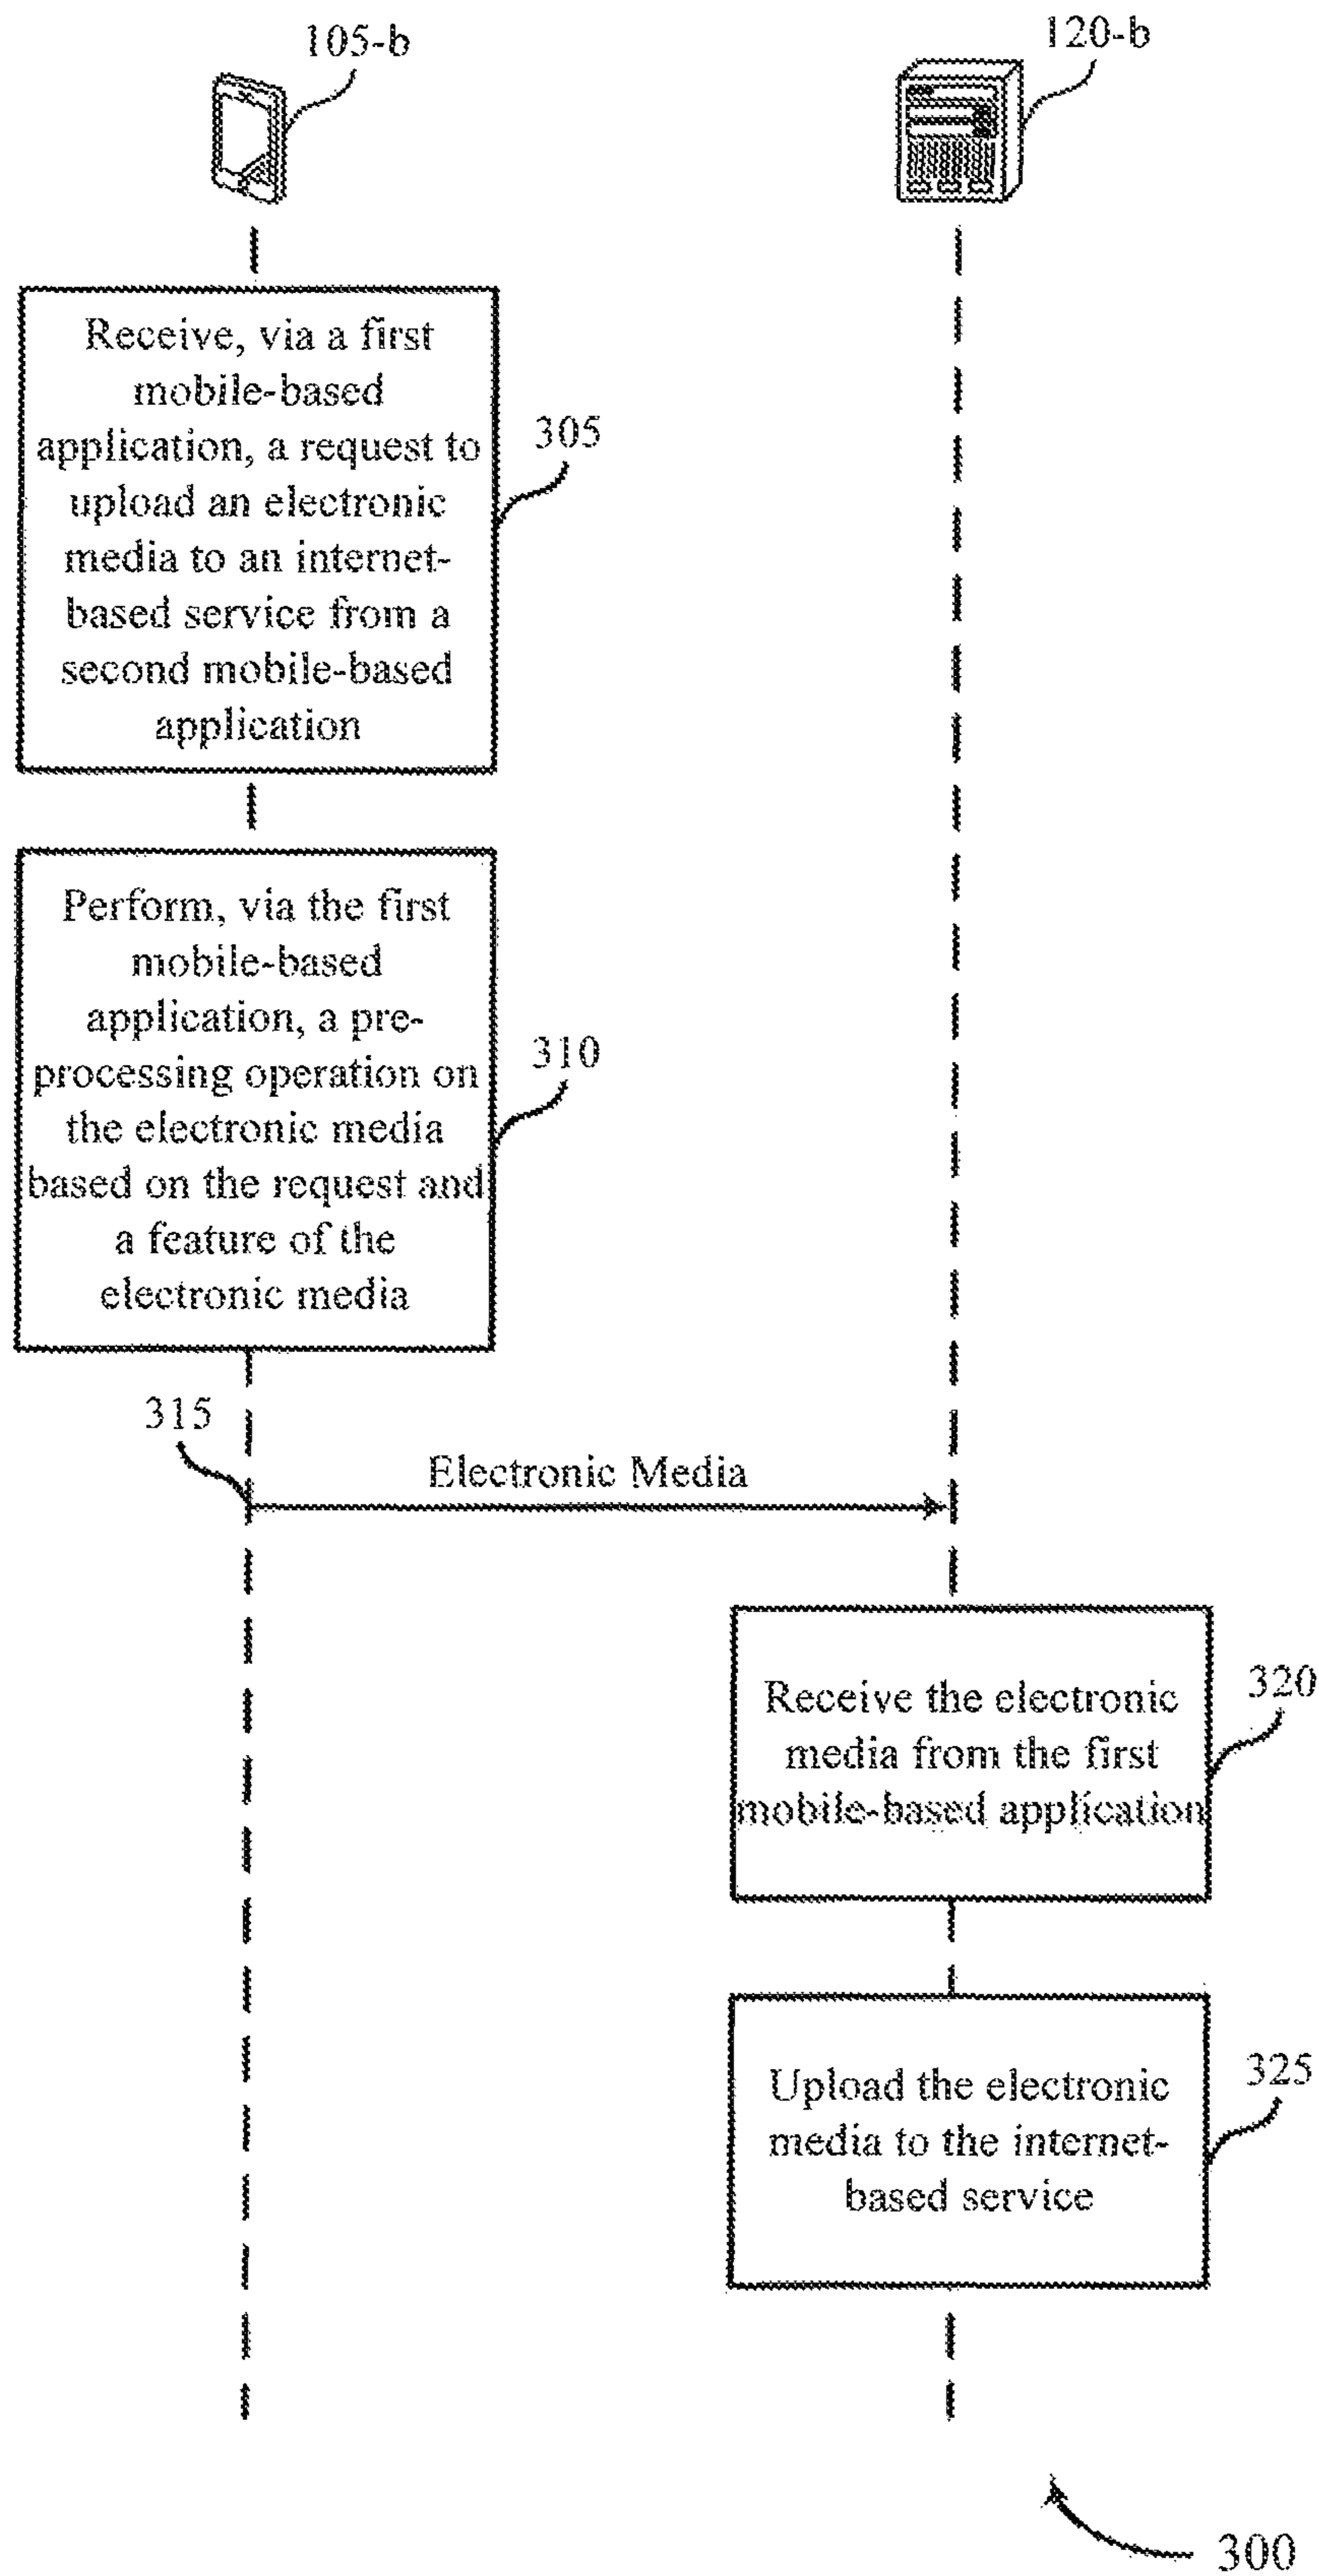 105-b
120-b
Receive, via a first
mobile-based
application, a request to
upload an electronic
media to an internet-
based service from a
second mobile-based
application
305
Perform, via the first
mobile-based
application, a pre-
processing operation on
the electronic media
based on the request and
a feature of the
electronic media
310
315
Electronic Media
Receive the electronic
media from the first
mobile-based application
320
Upload the electronic
media to the internet-
based service
325
300